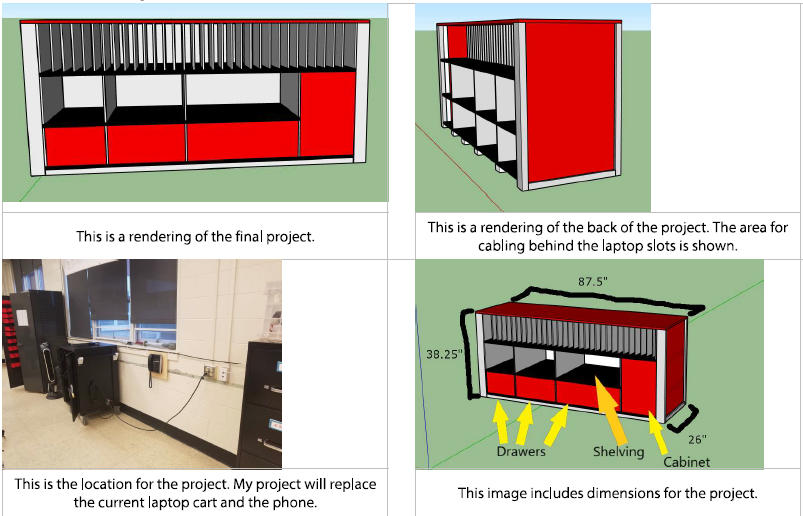 This is a rendering of the final project.
This is a rendering of the back of the project. The area for
cabling behind the laptop slots is shown.
87.5"
38.25"
26"
Drawers
Shelving
Cabinet
This is the location for the project. My project will replace
the current laptop cart and the phone.
This image includes dimensions for the project.